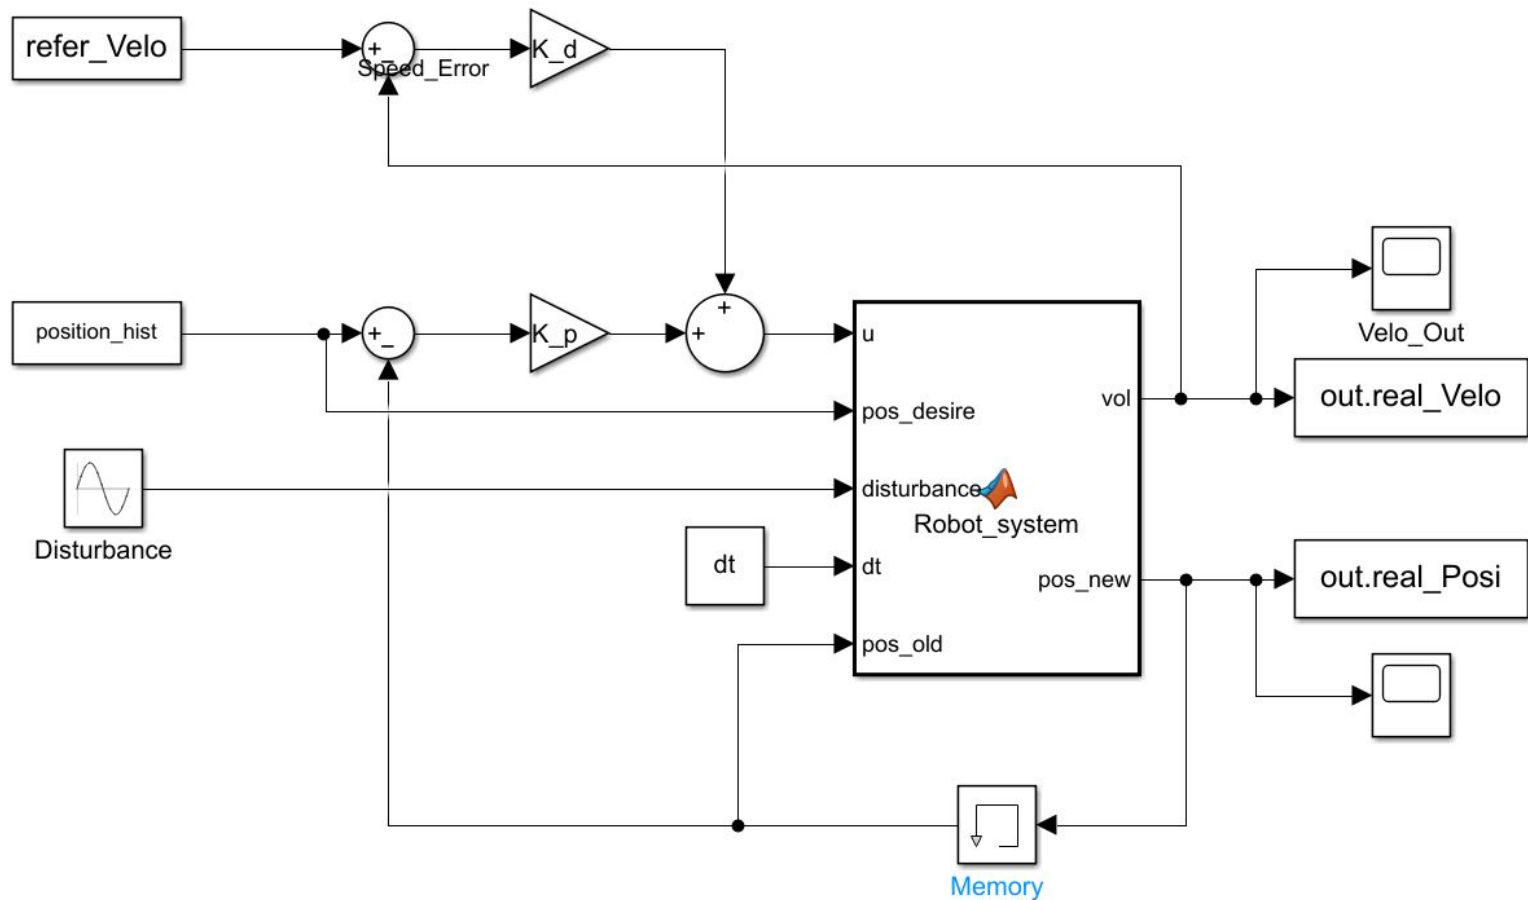 refer_Velo
+
_
Speed_Error
K_d
position_hist
+
_
K_p
+
+
u
pos_desire
disturbance
dt
pos_old
vol
pos_new
Robot_system
Velo_Out
out.real_Velo
Disturbance
dt
out.real_Posi
Memory